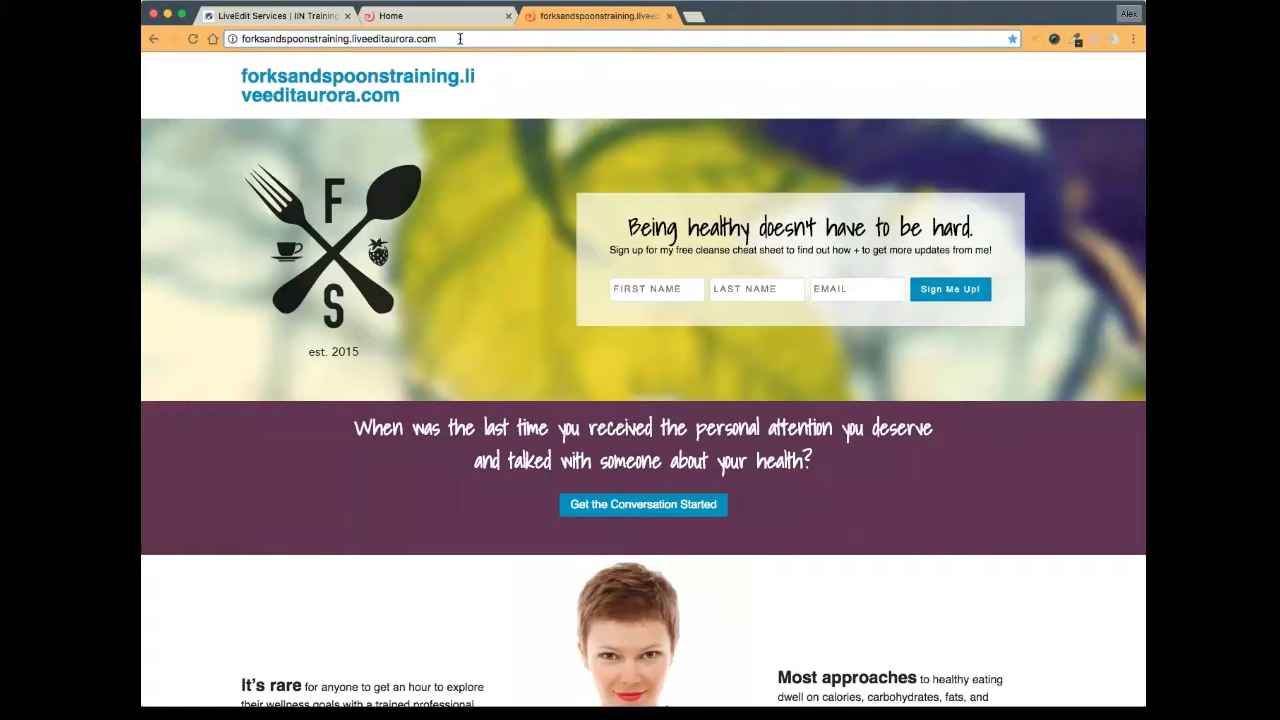 LiveEdit Services | IIN Training
Home
forksandspoonstraining.liveed
Alex
forksandspoonstraining.liveeditaurora.com
forksandspoonstraining.li
veeditaurora.com
F
S
est. 2015
Being healthy doesn't have to be hard.
Sign up for my free cleanse cheat sheet to find out how + to get more updates from me!
FIRST NAME
LAST NAME
EMAIL
Sign Me Up!
When was the last time you received the personal attention you deserve
and talked with someone about your health?
Get the Conversation Started
It's rare for anyone to get an hour to explore
their wellness goals with a trained professional.
Most approaches to healthy eating
dwell on calories, carbohydrates, fats, and